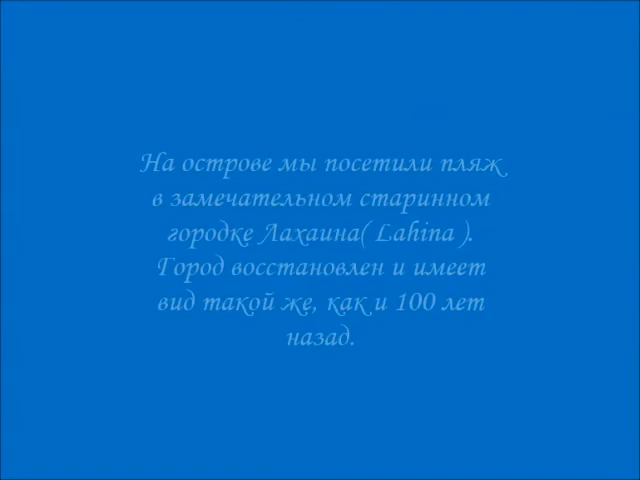 На острове мы посетили пляж
в замечательном старинном
городке Лахаина( Lahina ).
Город восстановлен и имеет
вид такой же, как и 100 лет
назад.